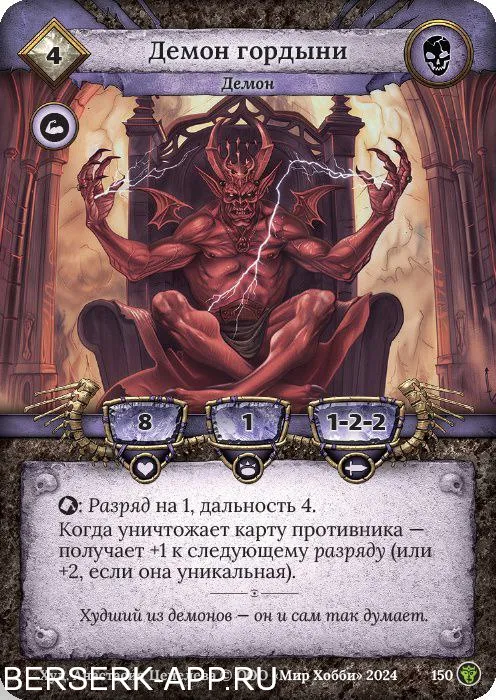 4
Демон гордыни
Демон
8
1
1-2-2
: Разряд на 1, дальность 4.
Когда уничтожает карту противника —
получает +1 к следующему разряду (или
+2, если она уникальная).
Худший из демонов — он и сам так думает.
«Мир Хобби» 2024
150
BERSERK-APP.RU